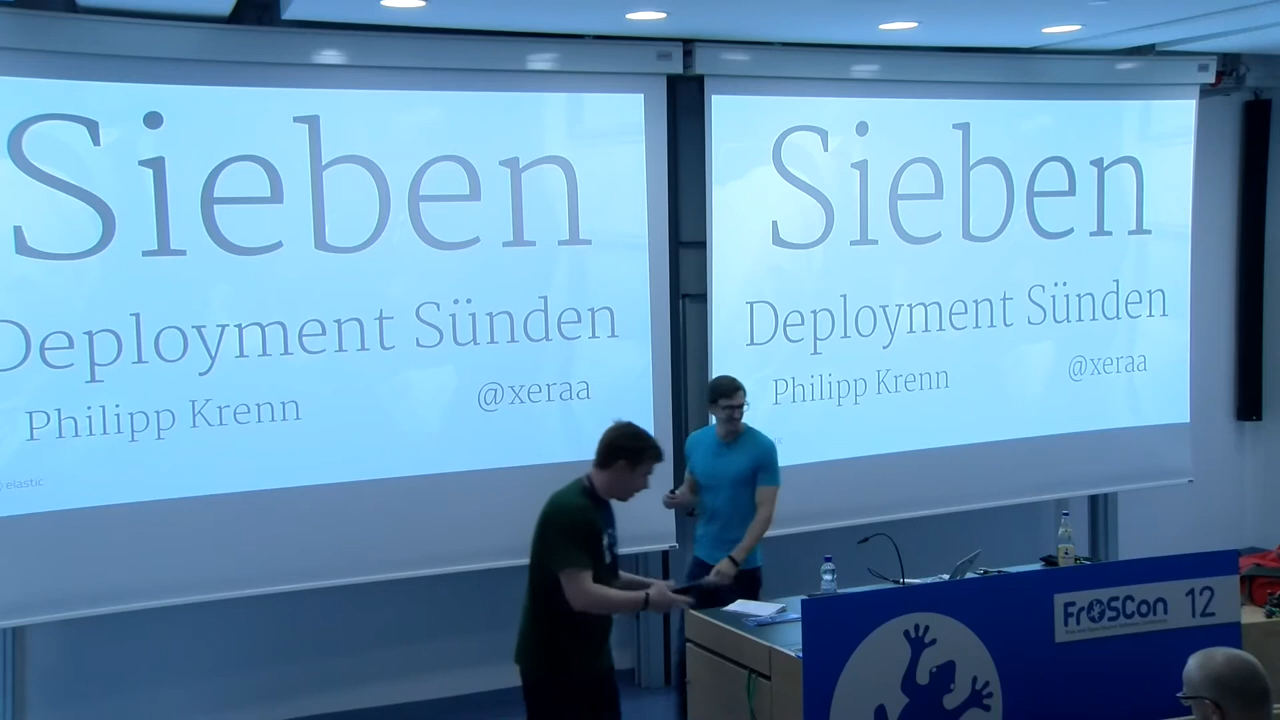 Sieben
Deployment Sünden
Philipp Krenn
@xeraa
elastic
Sieben
Deployment Sünden
Philipp Krenn
@xeraa
FrOSCon 12